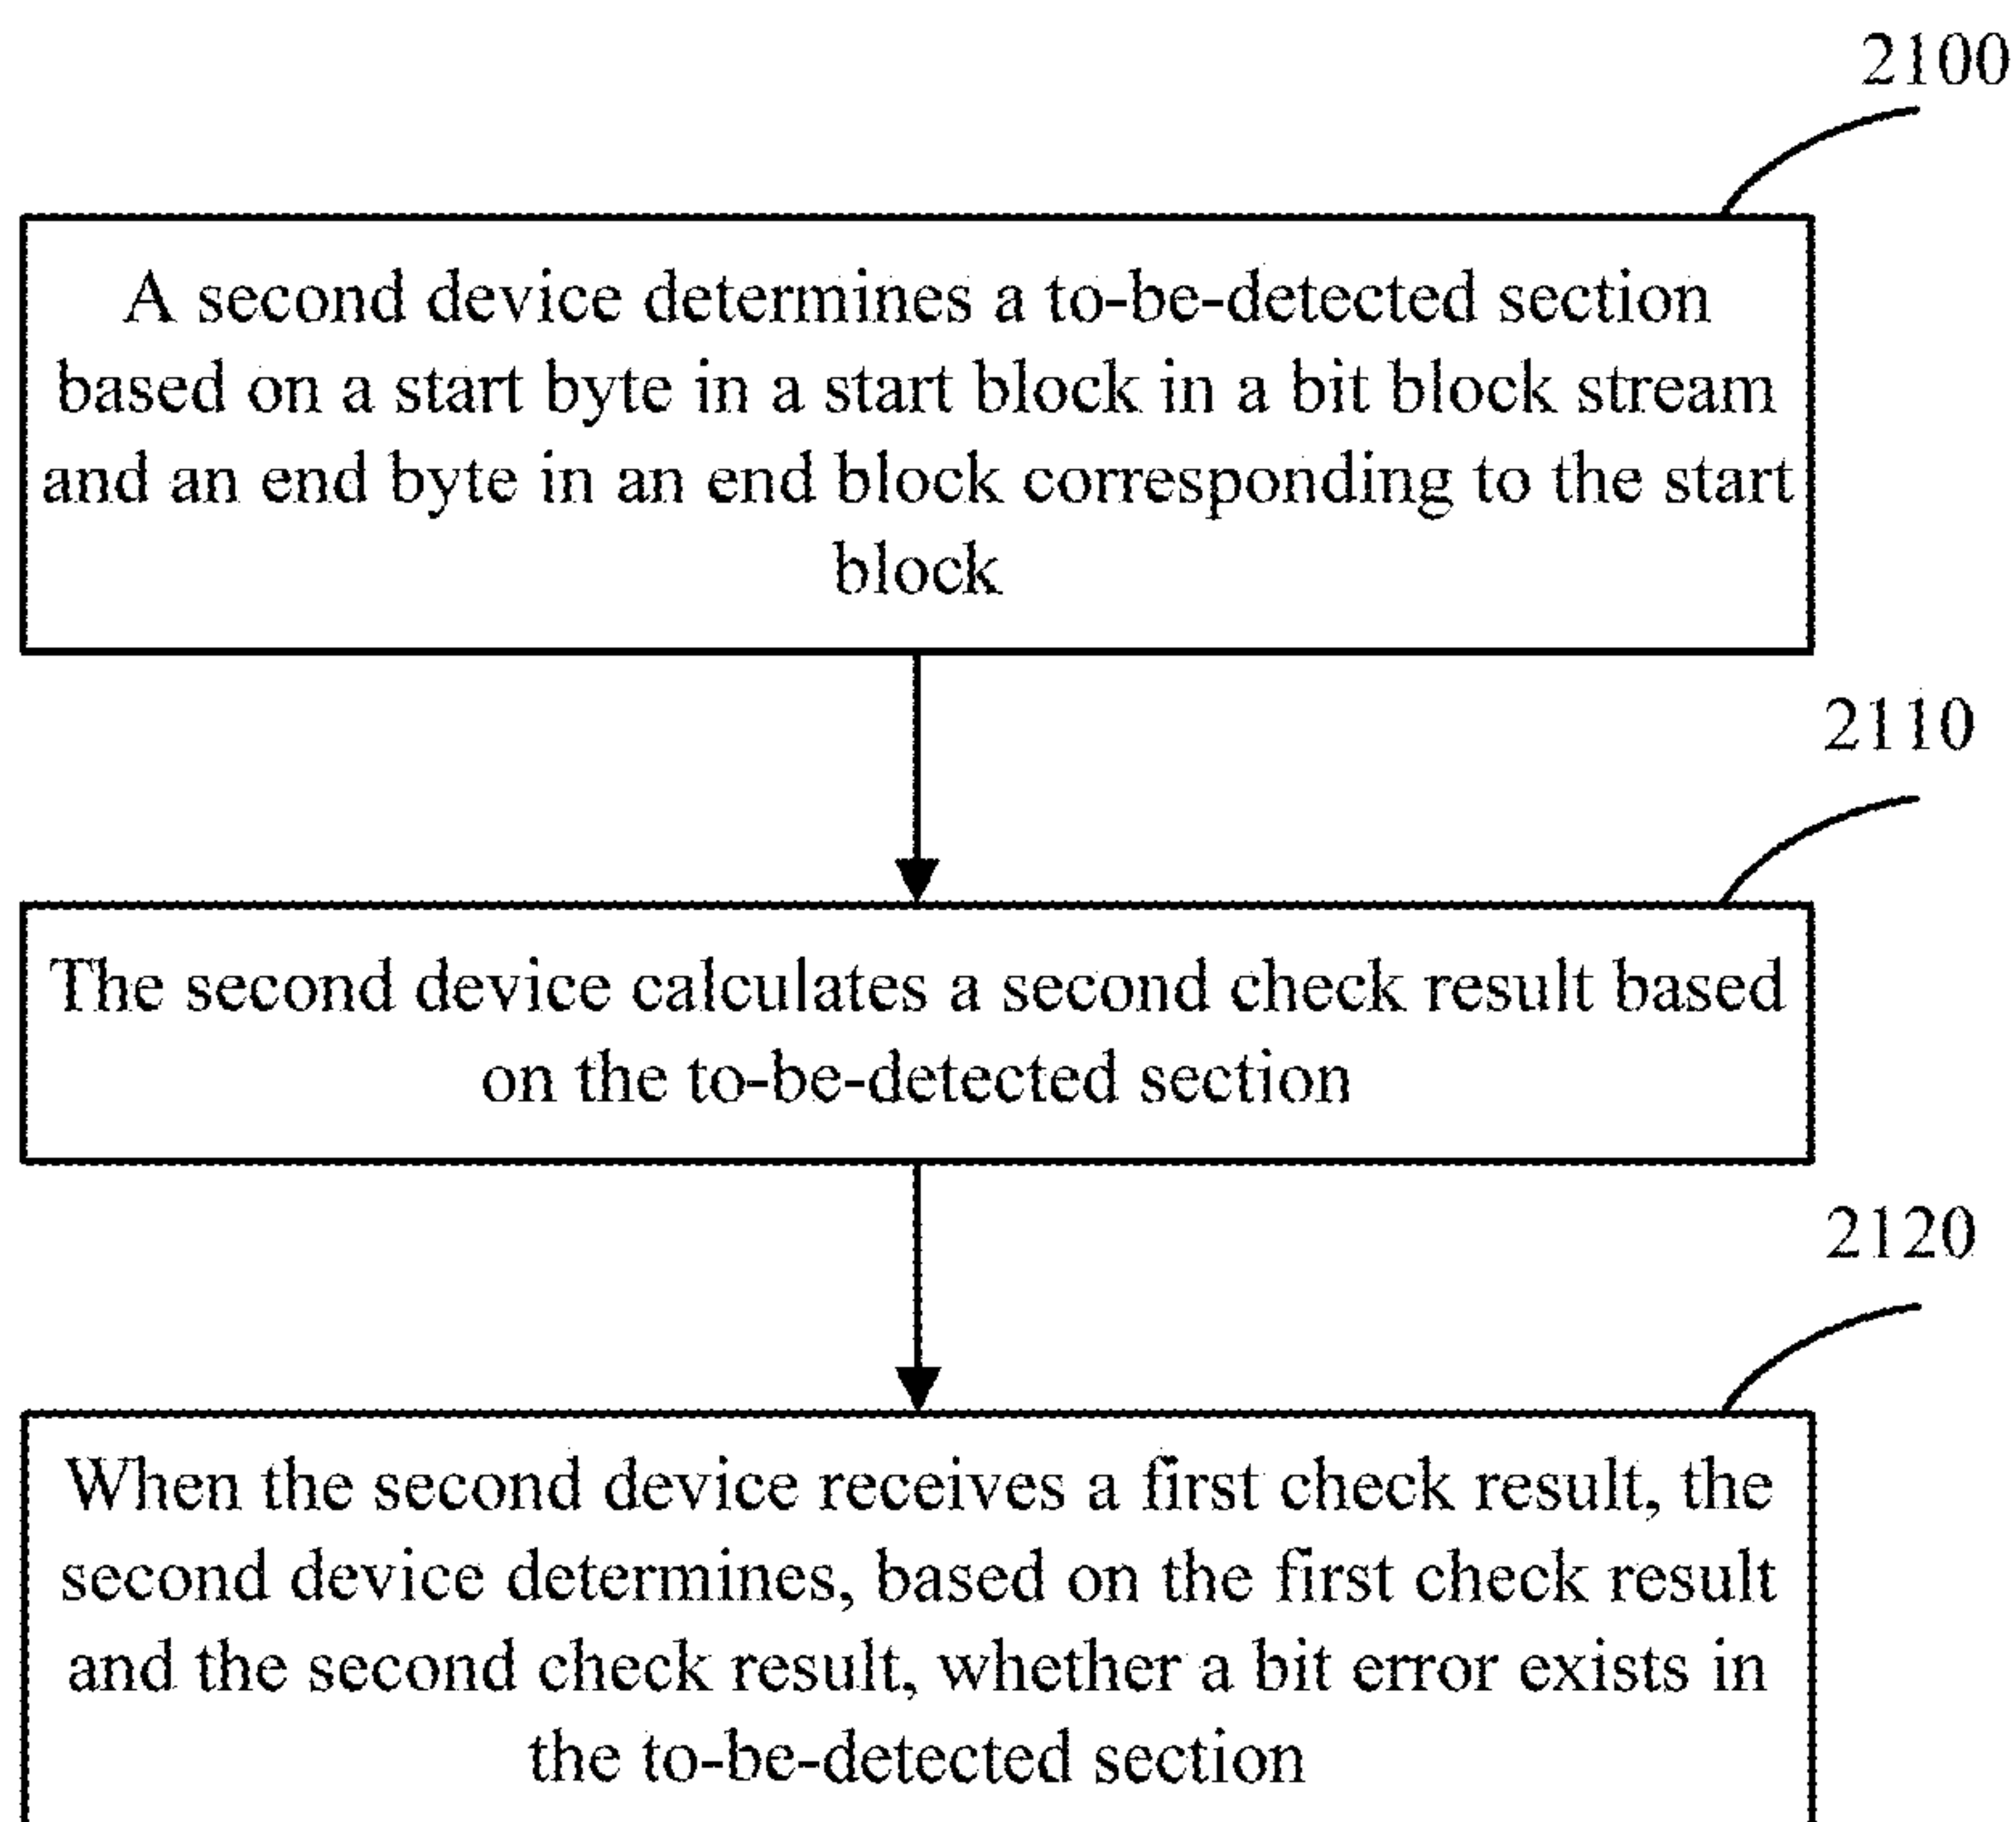 2100
A second device determines a to-be-detected section
based on a start byte in a start block in a bit block stream
and an end byte in an end block corresponding to the start
block
2110
The second device calculates a second check result based
on the to-be-detected section
2120
When the second device receives a first check result, the
second device determines, based on the first check result
and the second check result, whether a bit error exists in
the to-be-detected section